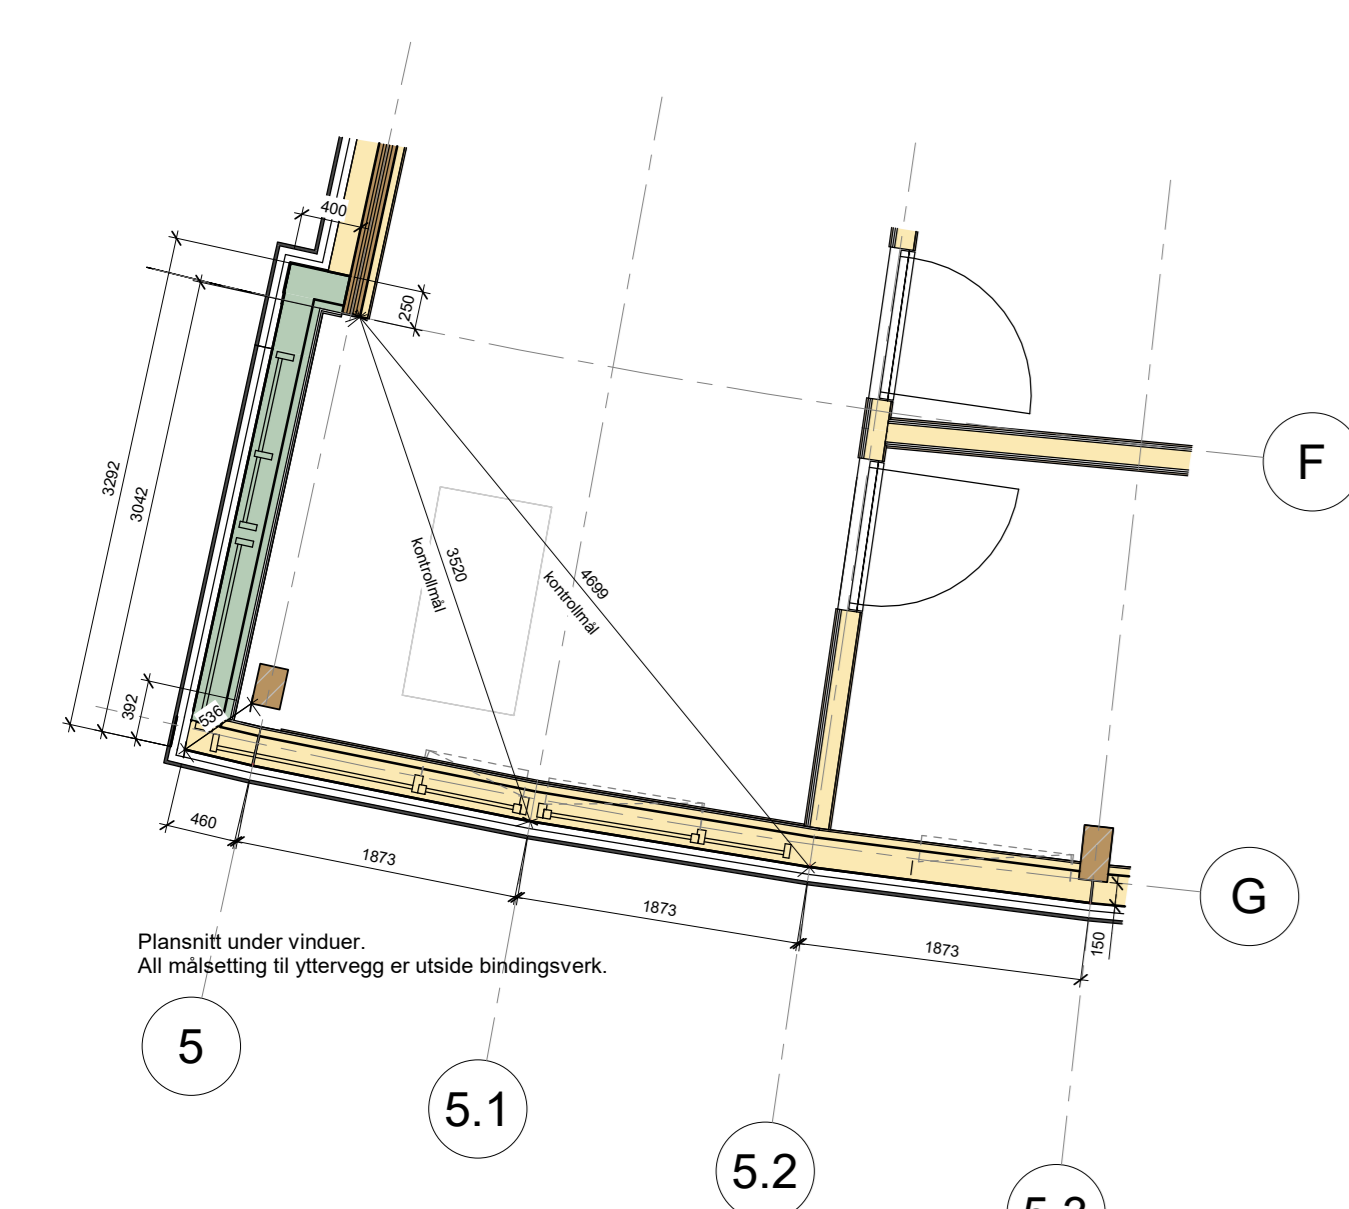 400
250
3292
3042
3520
kontrollmål
4699
kontrollmål
392
536
460
1873
1873
1873
150
F
G
Plansnitt under vinduer.
All målsetting til yttervegg er utside bindingsverk.
5
5.1
5.2